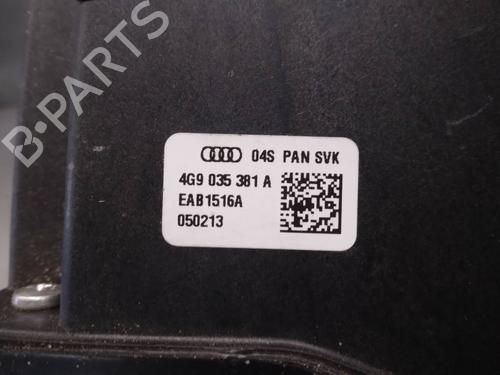 B-PARTS
04S PAN SVK
4G9 035 381 A
EAB1516A
050213